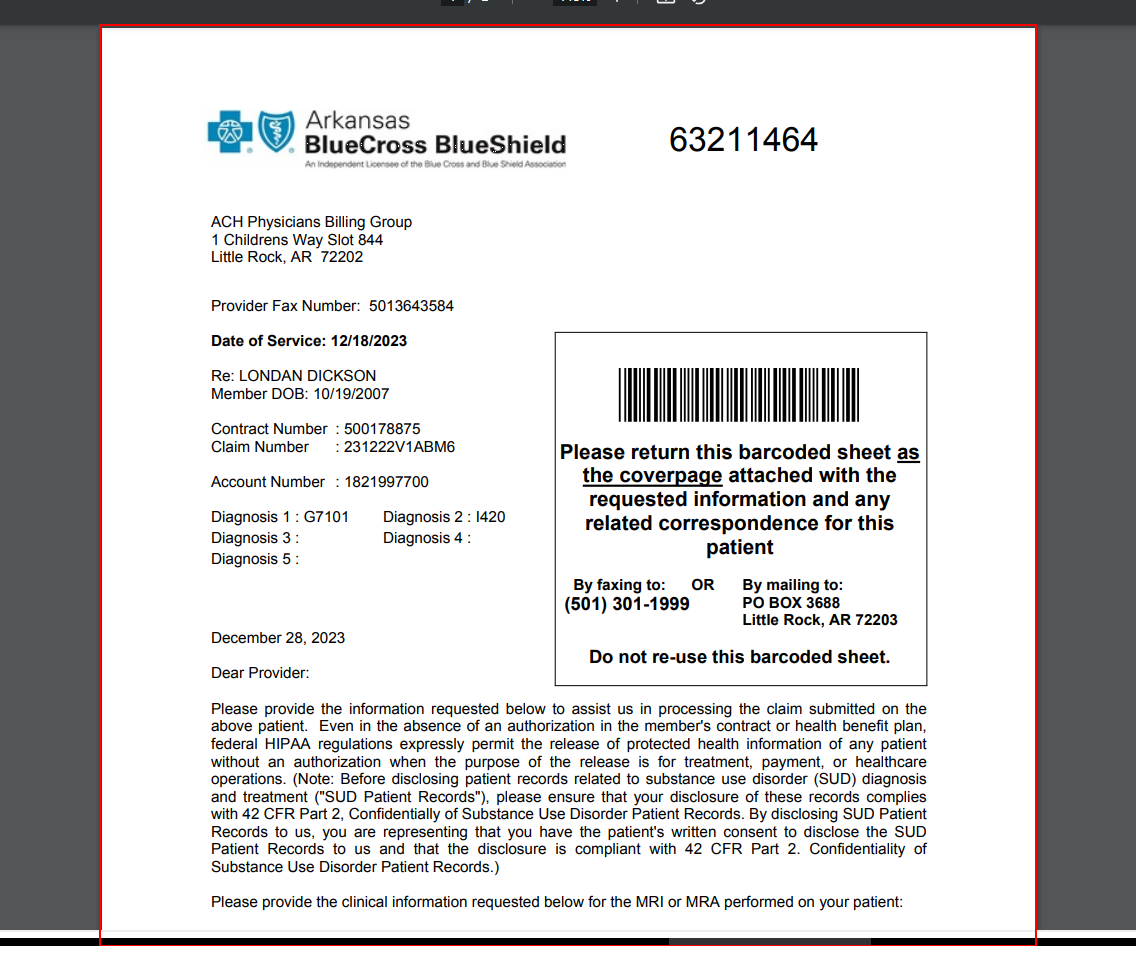 Arkansas
BlueCross BlueShield
An Independent Licensee of the Blue Cross and Blue Shield Association
63211464
ACH Physicians Billing Group
1 Childrens Way Slot 844
Little Rock, AR  72202
Provider Fax Number:  5013643584
Date of Service: 12/18/2023
Re: LONDAN DICKSON
Member DOB: 10/19/2007
Contract Number : 500178875
Claim Number : 231222V1ABM6
Account Number : 1821997700
Diagnosis 1 : G7101 Diagnosis 2 : I420
Diagnosis 3 : Diagnosis 4 :
Diagnosis 5 :
Please return this barcoded sheet as
the coverpage attached with the
requested information and any
related correspondence for this
patient
By faxing to: OR By mailing to:
(501) 301-1999 PO BOX 3688
Little Rock, AR 72203
Do not re-use this barcoded sheet.
December 28, 2023
Dear Provider:
Please provide the information requested below to assist us in processing the claim submitted on the
above patient.  Even in the absence of an authorization in the member's contract or health benefit plan,
federal HIPAA regulations expressly permit the release of protected health information of any patient
without an authorization when the purpose of the release is for treatment, payment, or healthcare
operations. (Note: Before disclosing patient records related to substance use disorder (SUD) diagnosis
and treatment ("SUD Patient Records"), please ensure that your disclosure of these records complies
with 42 CFR Part 2, Confidentially of Substance Use Disorder Patient Records. By disclosing SUD Patient
Records to us, you are representing that you have the patient's written consent to disclose the SUD
Patient Records to us and that the disclosure is compliant with 42 CFR Part 2. Confidentiality of
Substance Use Disorder Patient Records.)
Please provide the clinical information requested below for the MRI or MRA performed on your patient: